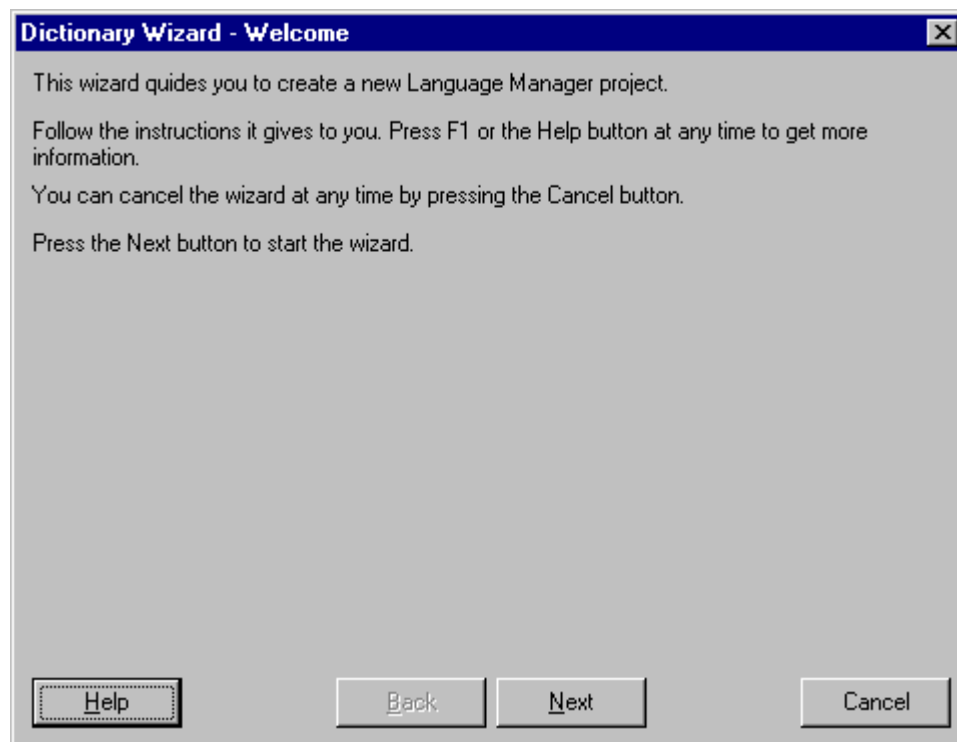 Dictionary Wizard - Welcome
This wizard quides you to create a new Language Manager project.
Follow the instructions it gives to you. Press F1 or the Help button at any time to get more
information.
You can cancel the wizard at any time by pressing the Cancel button.
Press the Next button to start the wizard.
Help Back Next Cancel